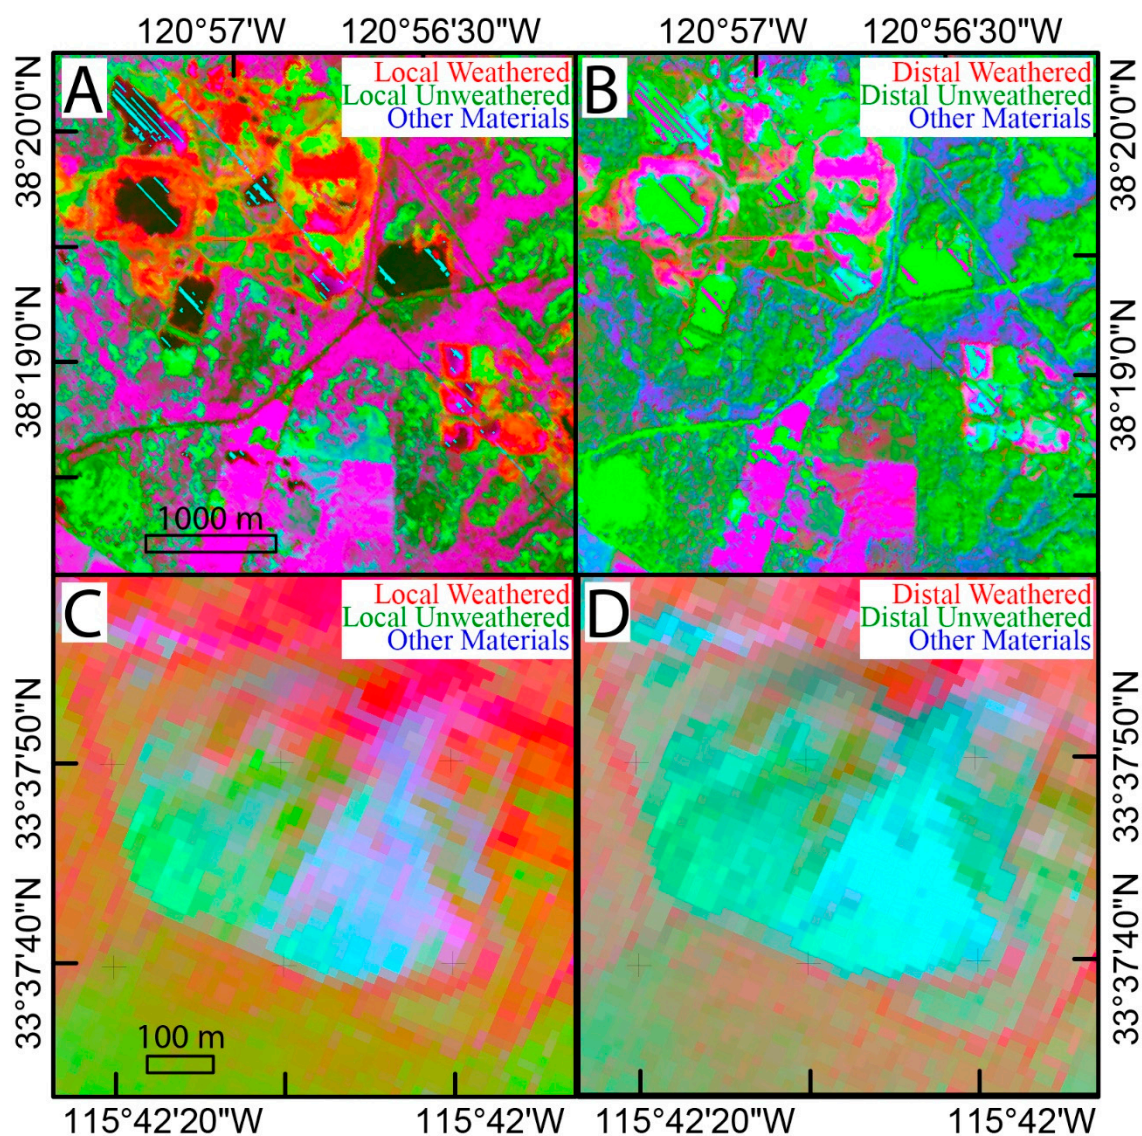 120°57'W 120°56'30"W 120°57'W 120°56'30"W
A
Local Weathered
Local Unweathered
Other Materials
B
Distal Weathered
Distal Unweathered
Other Materials
38°20'0"N
38°19'0"N
38°20'0"N
38°19'0"N
1000 m
C
Local Weathered
Local Unweathered
Other Materials
D
Distal Weathered
Distal Unweathered
Other Materials
33°37'50"N
33°37'40"N
33°37'50"N
33°37'40"N
100 m
115°42'20"W 115°42'W 115°42'20"W 115°42'W